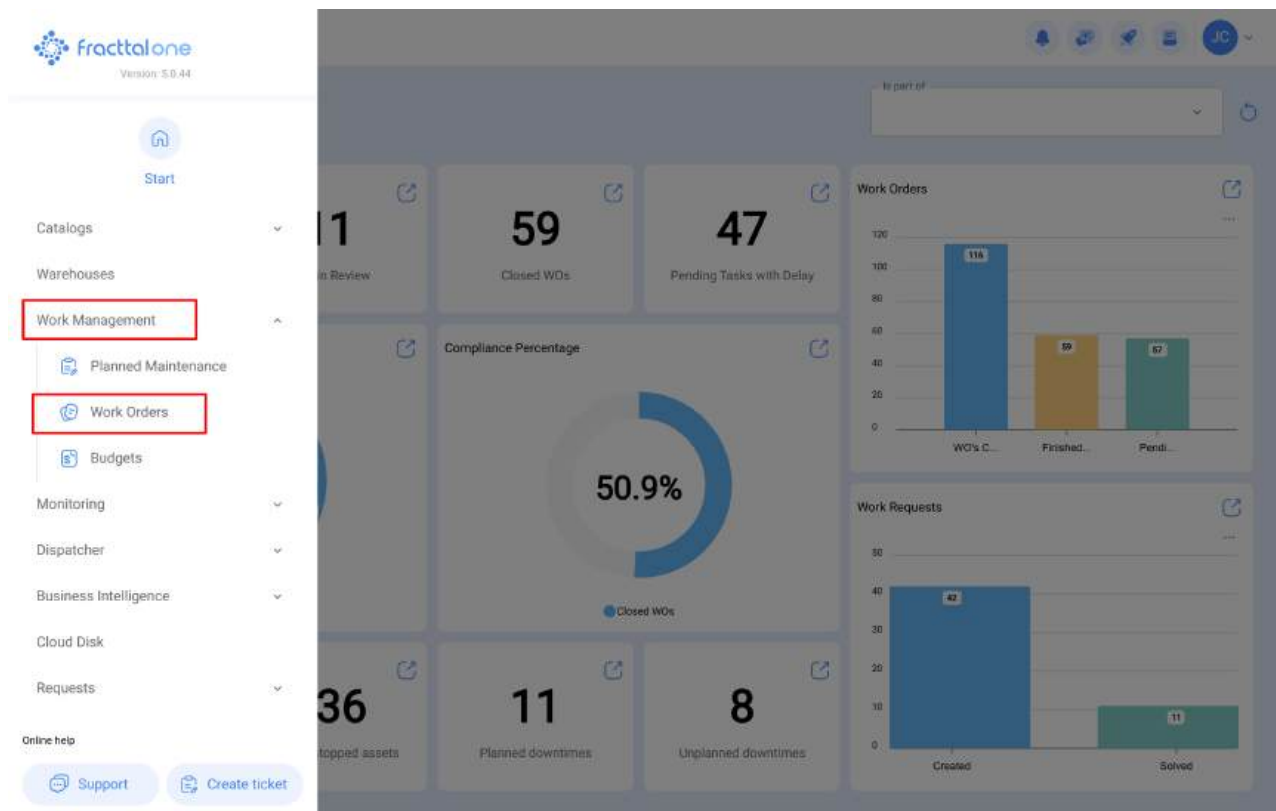 fracttal one
Version: 5.0.44
Start
Catalogs
Warehouses
Work Management
Planned Maintenance
Work Orders
Budgets
Monitoring
Dispatcher
Business Intelligence
Cloud Disk
Requests
Online help
Support
Create ticket
JC
Is part of
11
in Review
59
Closed WOs
47
Pending Tasks with Delay
Compliance Percentage
50.9%
Closed WOs
36
stopped assets
11
Planned downtimes
8
Unplanned downtimes
Work Orders
...
120
100
80
60
40
20
0
116
59
57
WO's C...
Finished...
Pendi...
Work Requests
...
50
40
30
20
10
0
42
11
Created
Solved